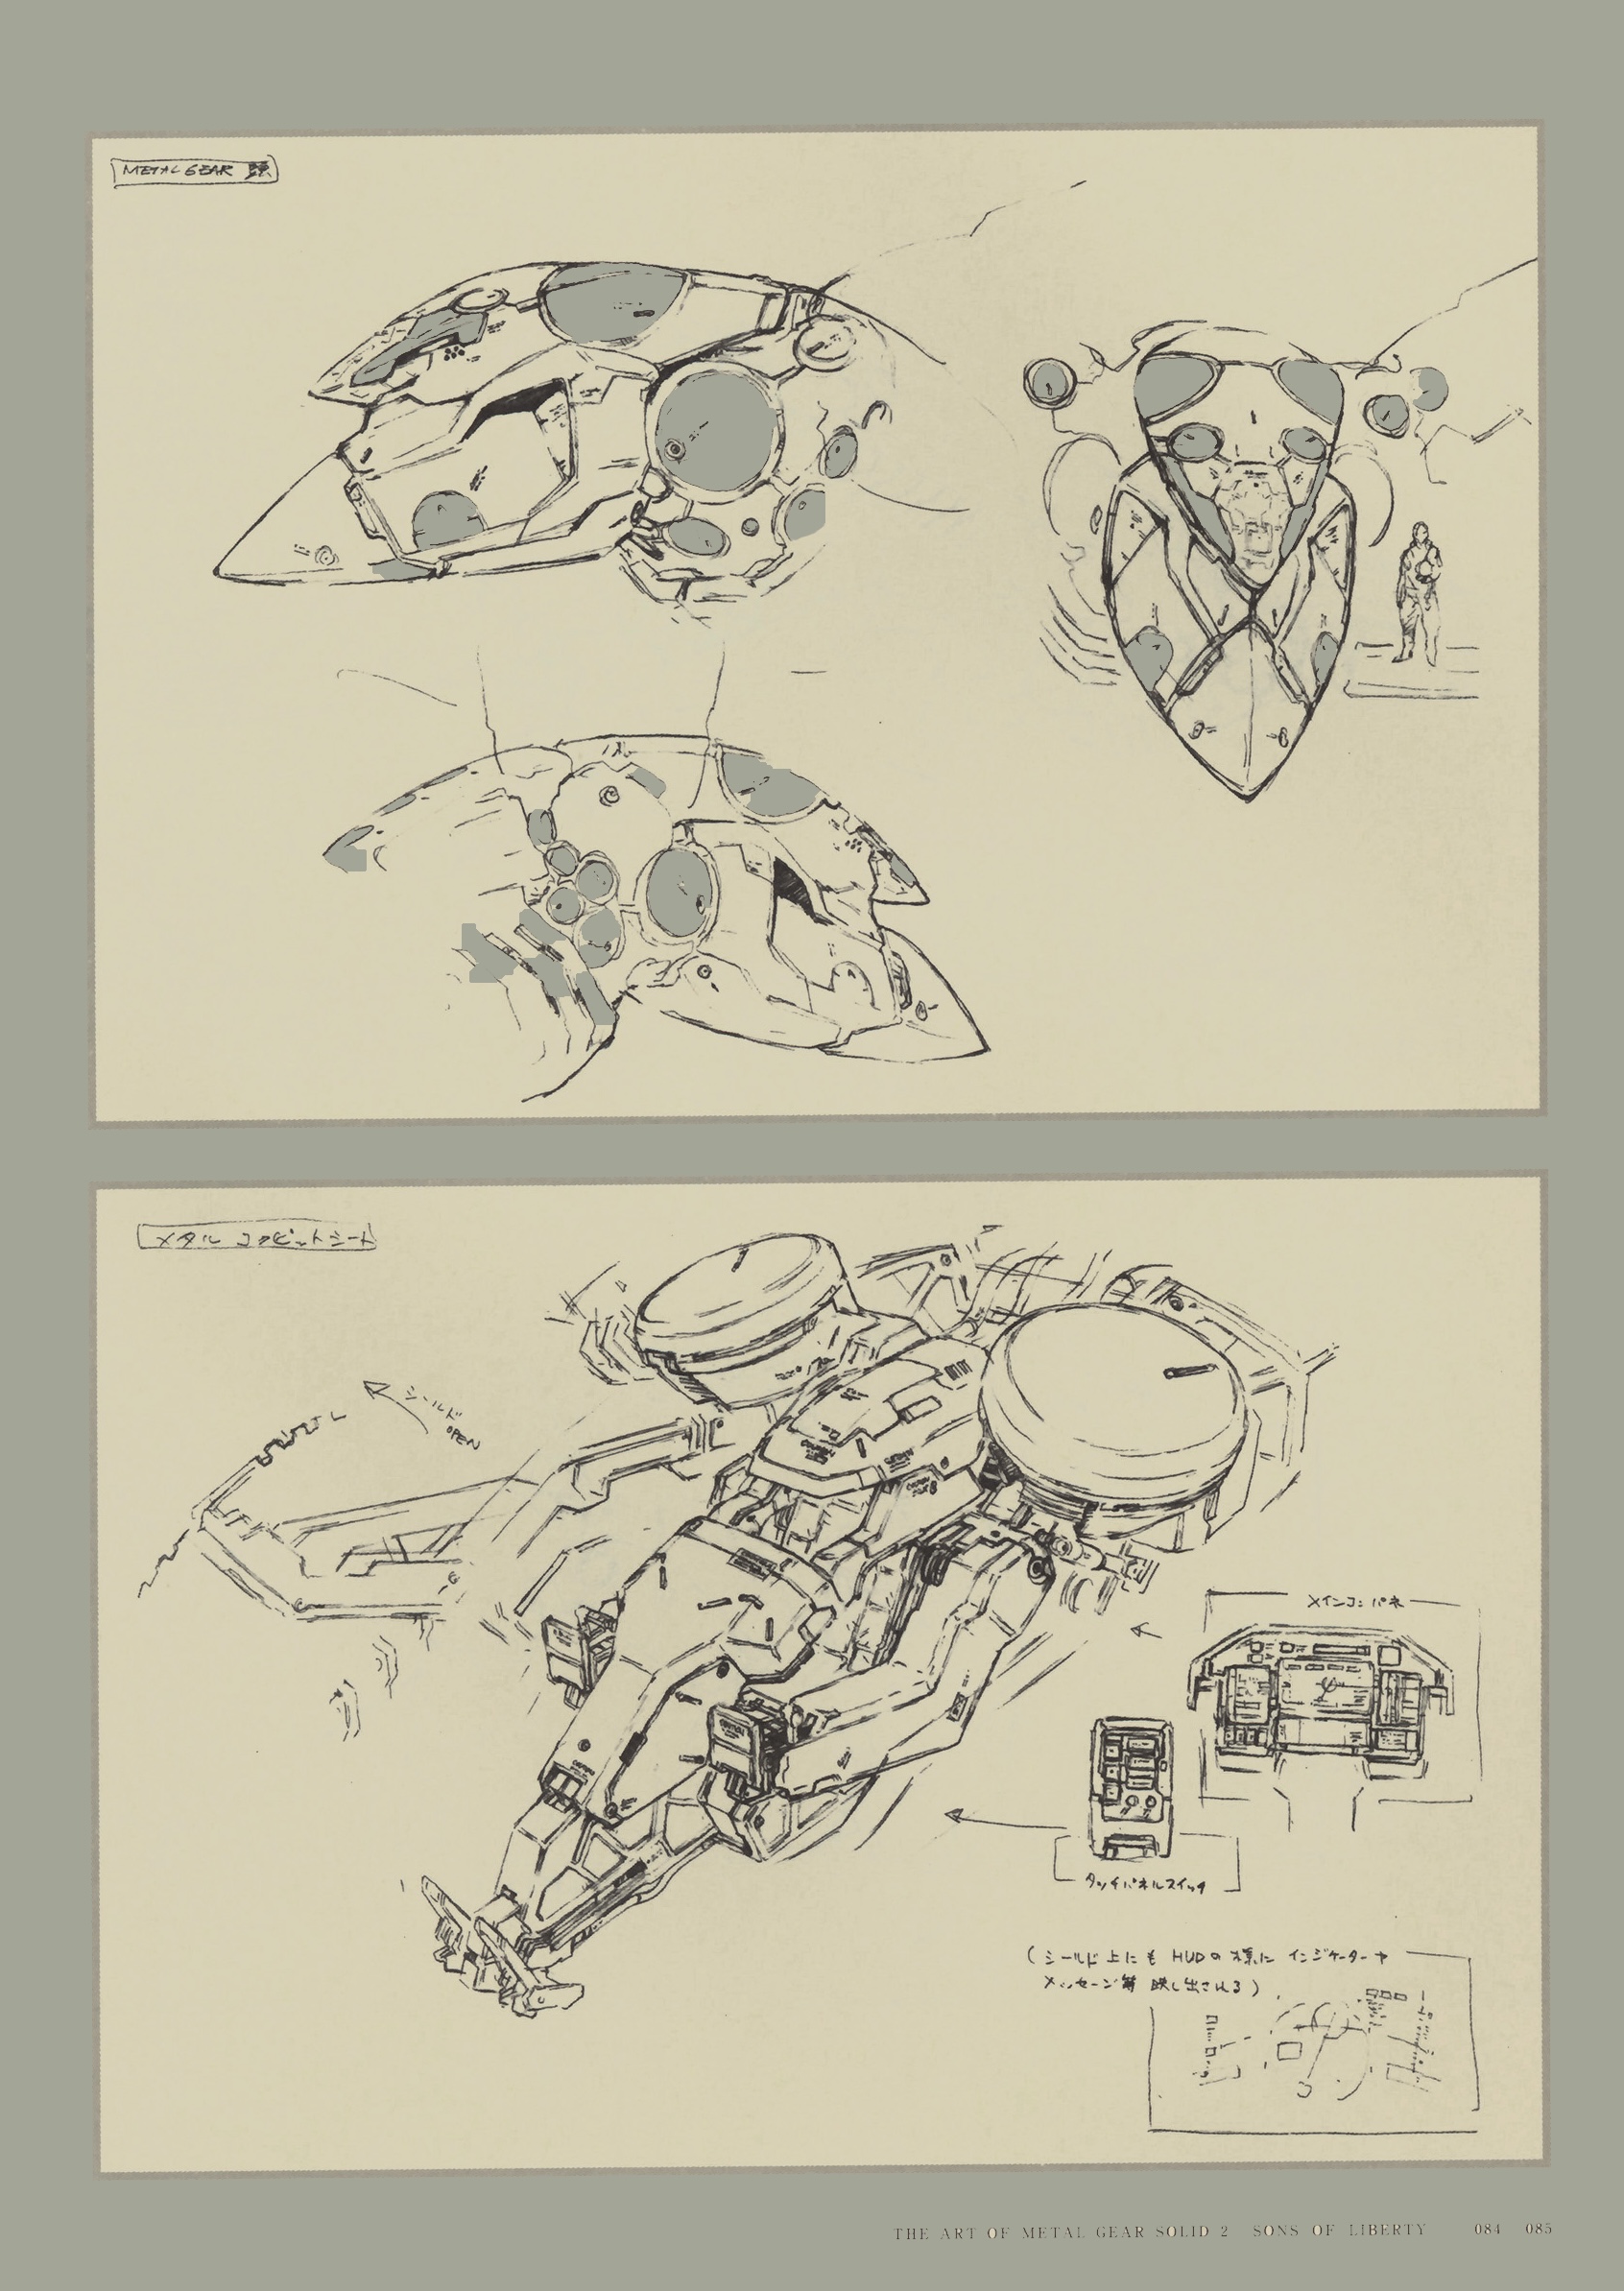 METAL GEAR 頭
メタル コックピットシート
シールド
OPEN
メインコンパネ
タッチパネルスイッチ
(シールド上にも HUDの様に インジケーターや
メッセージ等 映し出される)
THE ART OF METAL GEAR SOLID 2 SONS OF LIBERTY 084 085